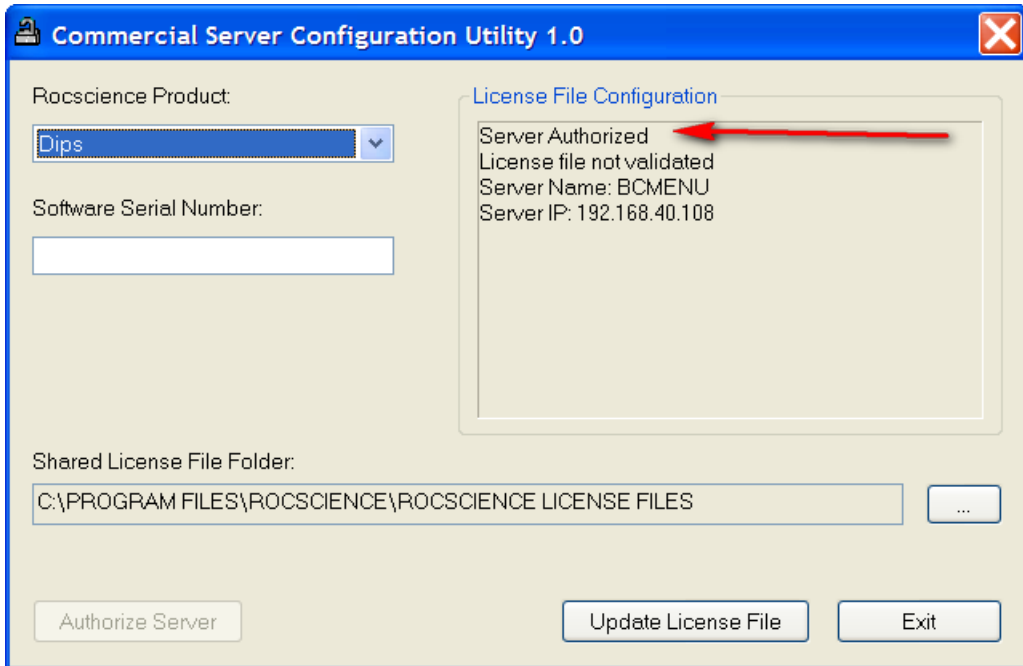 Commercial Server Configuration Utility 1.0
Rocscience Product:
Dips
Software Serial Number:
License File Configuration
Server Authorized
License file not validated
Server Name: BCMENU
Server IP: 192.168.40.108
Shared License File Folder:
C:\PROGRAM FILES\ROCSCIENCE\ROCSCIENCE LICENSE FILES
...
Authorize Server
Update License File
Exit